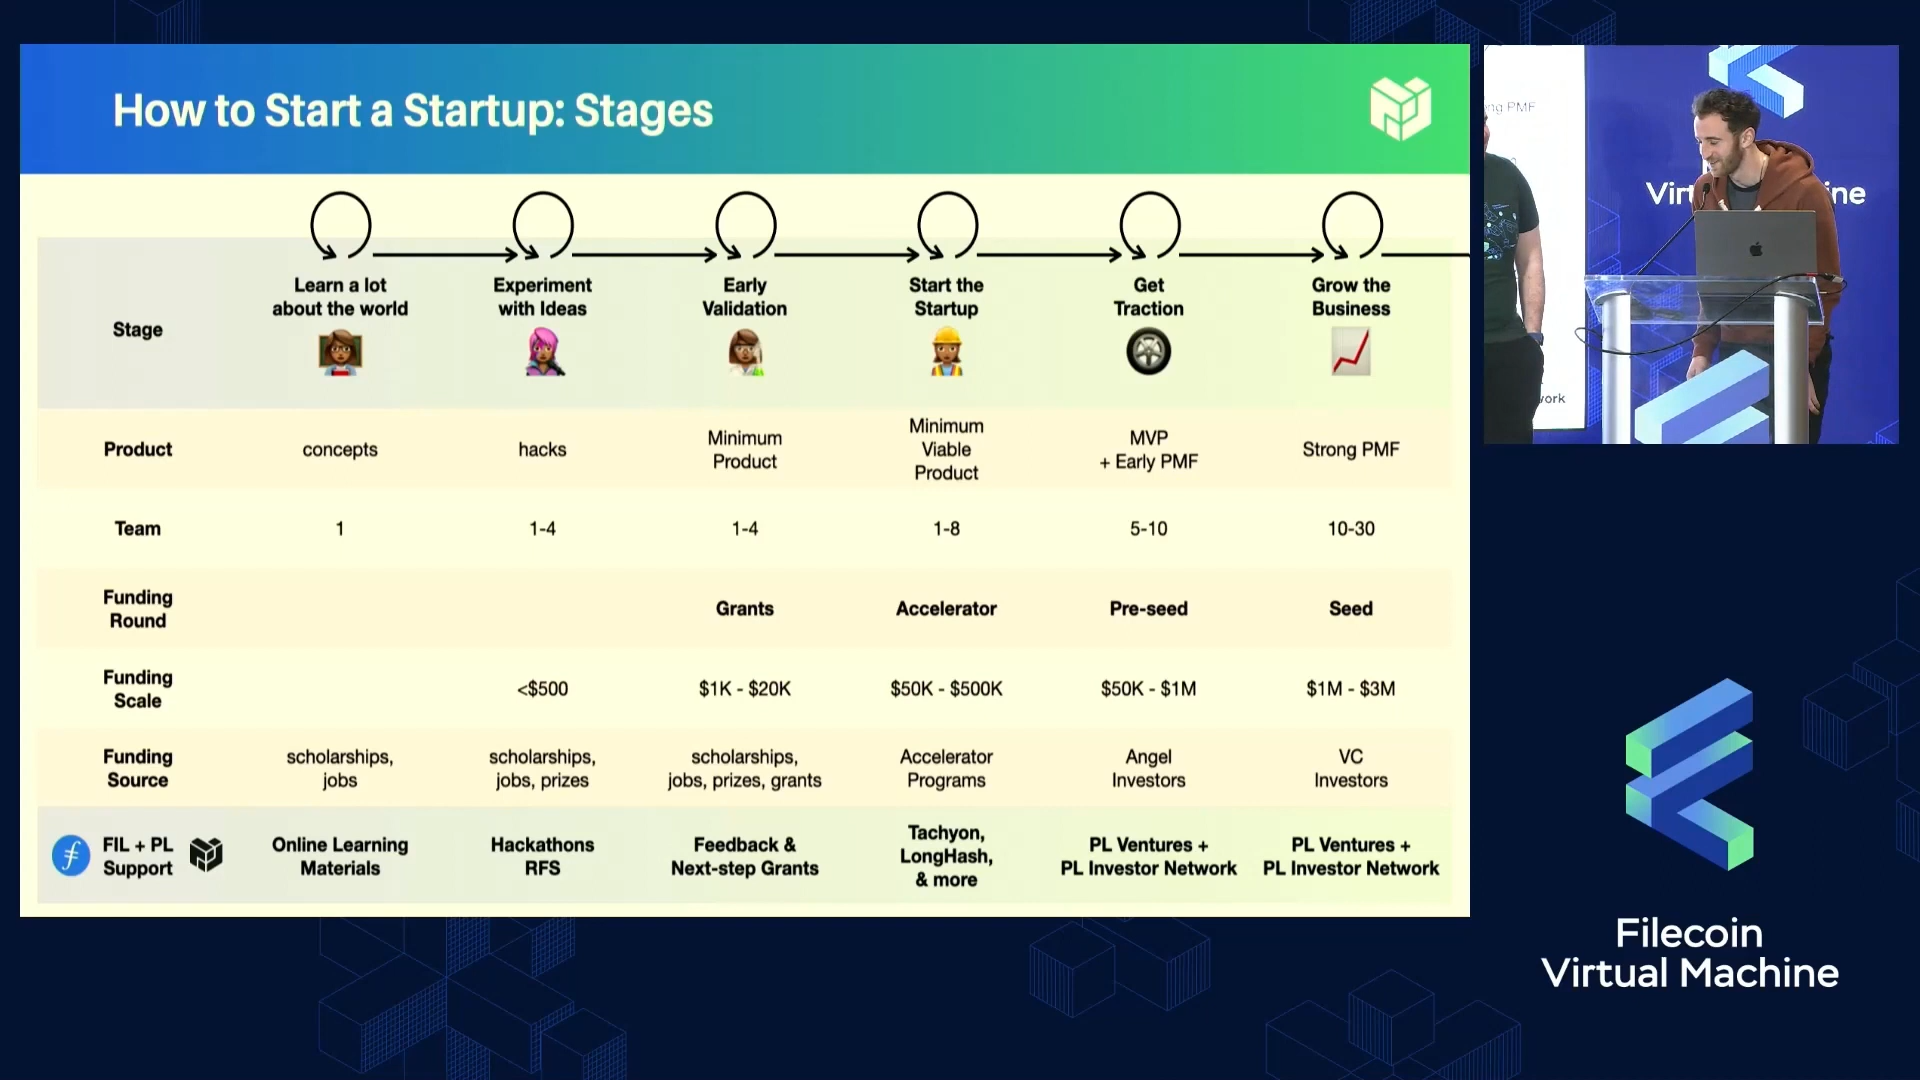 How to Start a Startup: Stages
Stage
Learn a lot
about the world
Experiment
with Ideas
Early
Validation
Start the
Startup
Get
Traction
Grow the
Business
Product
concepts
hacks
Minimum
Product
Minimum
Viable
Product
MVP
+ Early PMF
Strong PMF
Team
1
1-4
1-4
1-8
5-10
10-30
Funding
Round
Grants
Accelerator
Pre-seed
Seed
Funding
Scale
<$500
$1K - $20K
$50K - $500K
$50K - $1M
$1M - $3M
Funding
Source
scholarships,
jobs
scholarships,
jobs, prizes
scholarships,
jobs, prizes, grants
Accelerator
Programs
Angel
Investors
VC
Investors
FIL + PL
Support
Online Learning
Materials
Hackathons
RFS
Feedback &
Next-step Grants
Tachyon,
LongHash,
& more
PL Ventures +
PL Investor Network
PL Ventures +
PL Investor Network
PMF
Filecoin
Virtual Machine